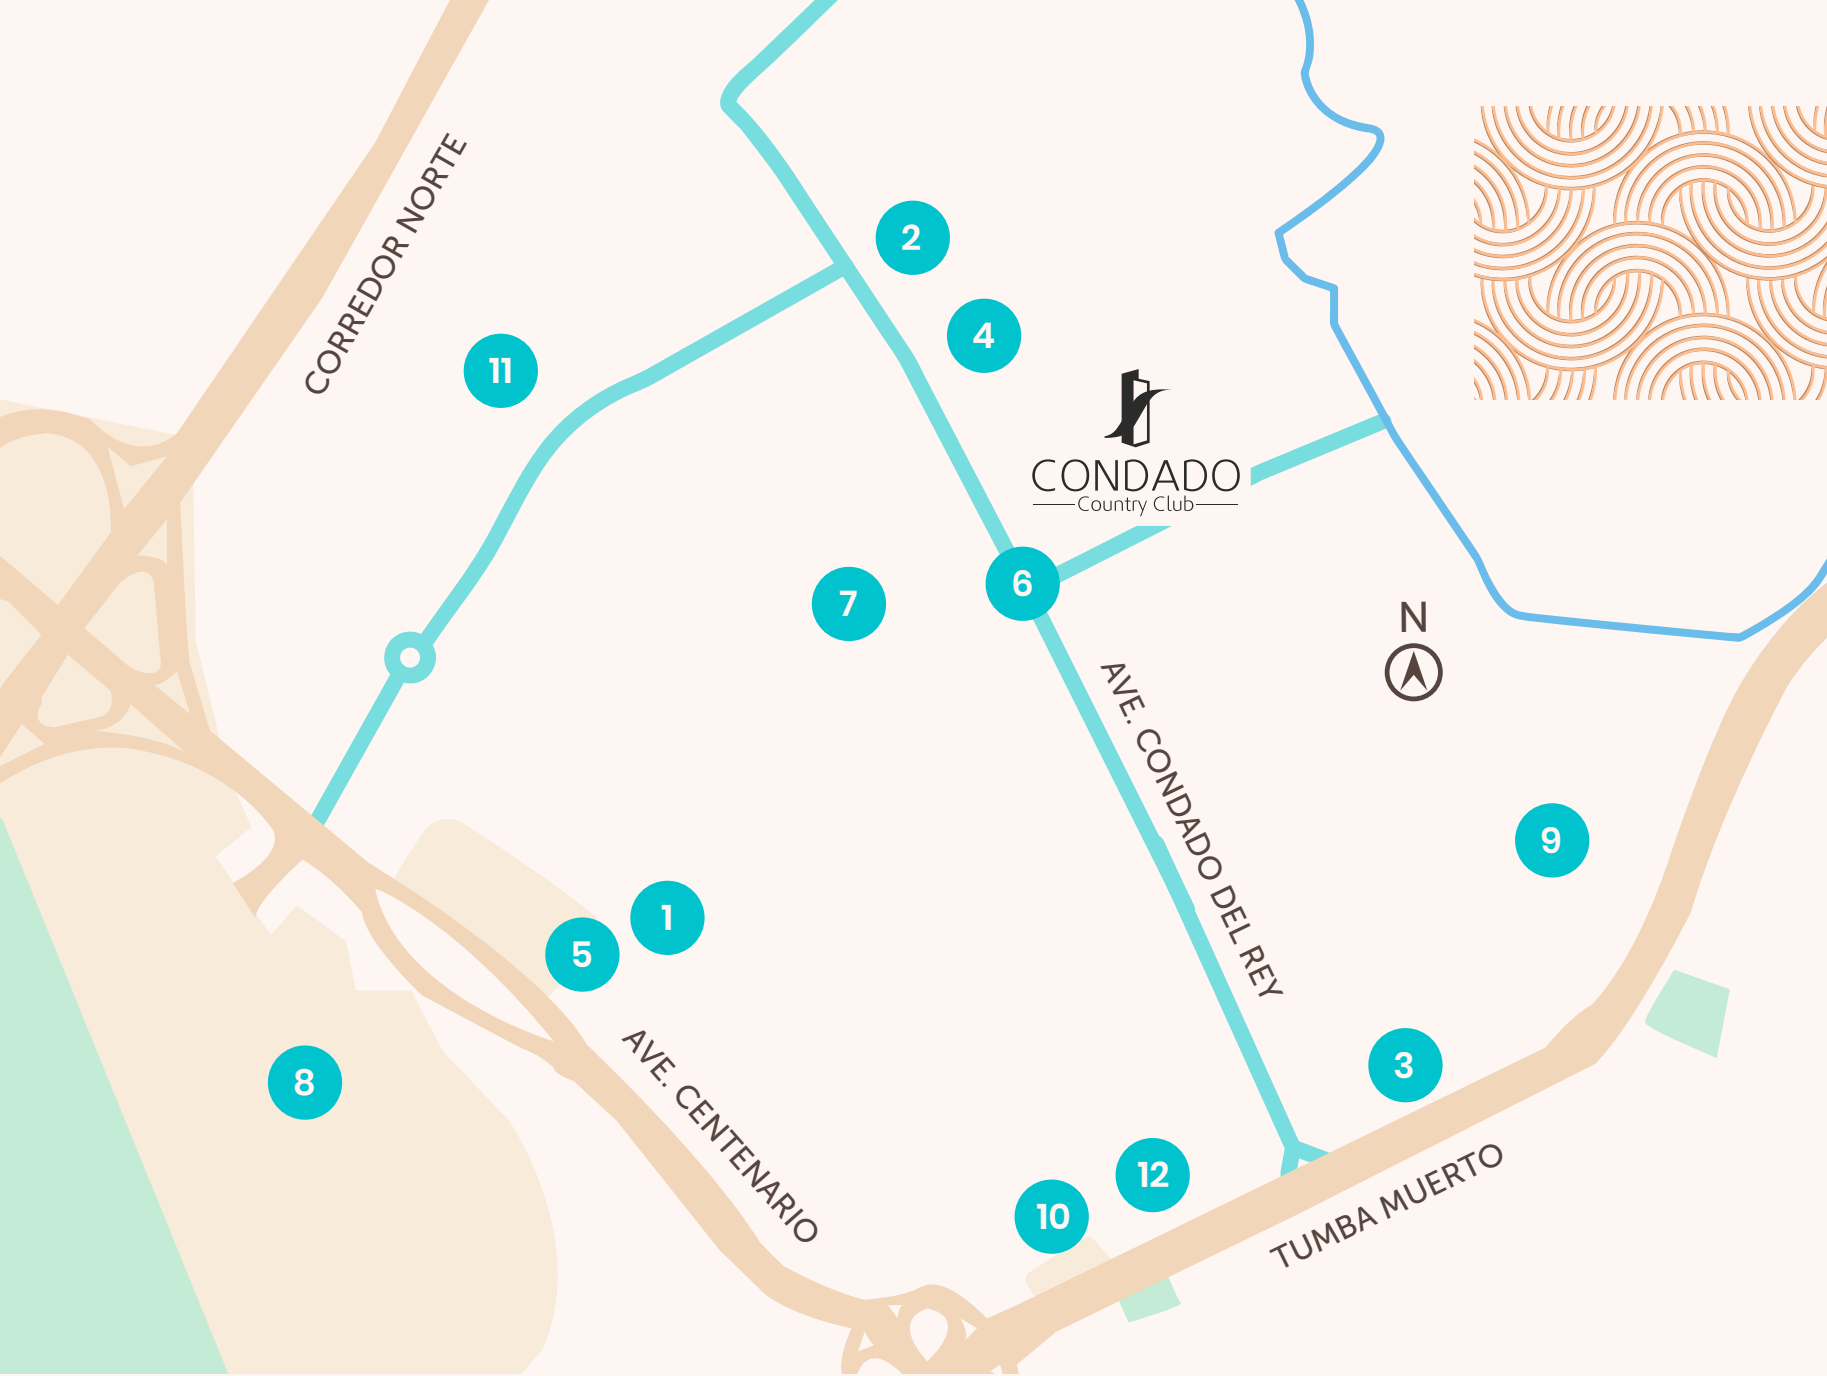 CORREDOR NORTE
2
4
11
CONDADO
Country Club
6
7
N
AVE. CONDADO DEL REY
9
1
5
AVE. CENTENARIO
3
8
12
10
TUMBA MUERTO